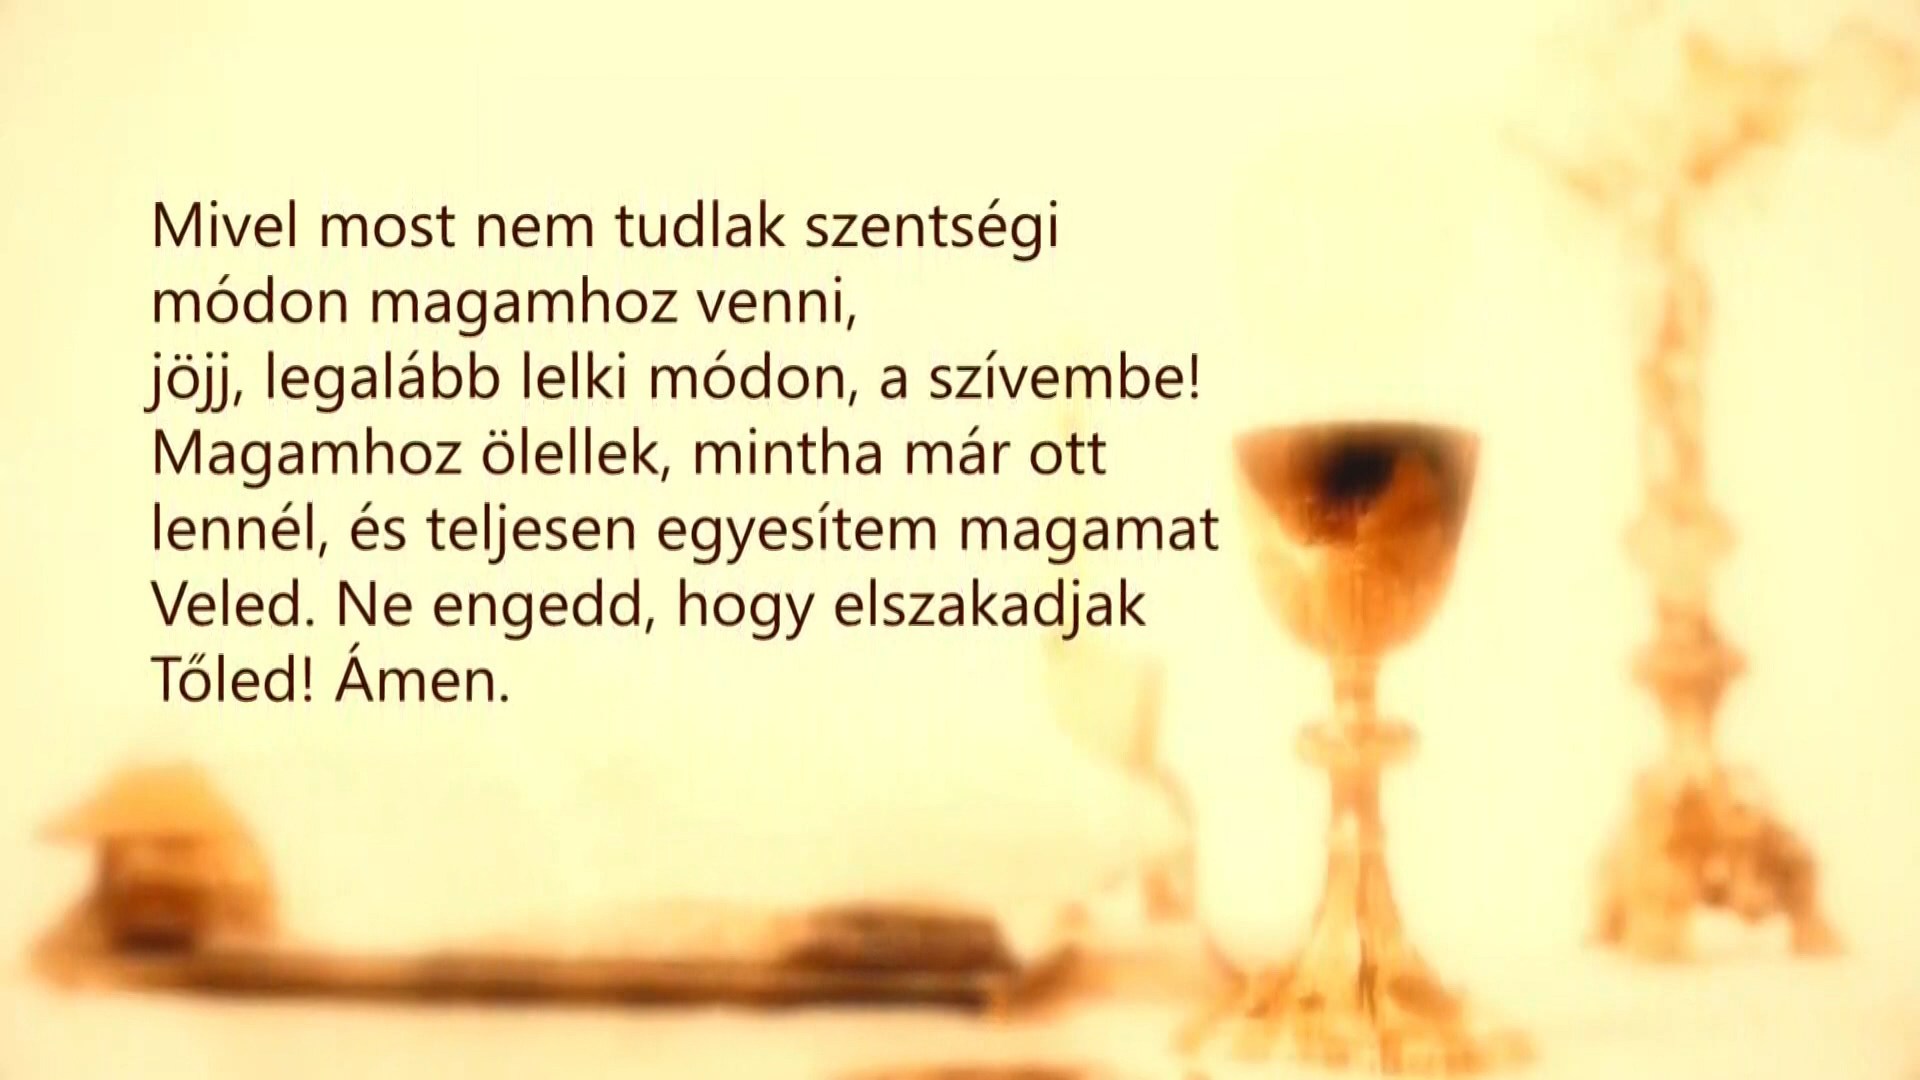 Mivel most nem tudlak szentségi
módon magamhoz venni,
jöjj, legalább lelki módon, a szívembe!
Magamhoz ölellek, mintha már ott
lennél, és teljesen egyesítem magamat
Veled. Ne engedd, hogy elszakadjak
Tőled! Ámen.